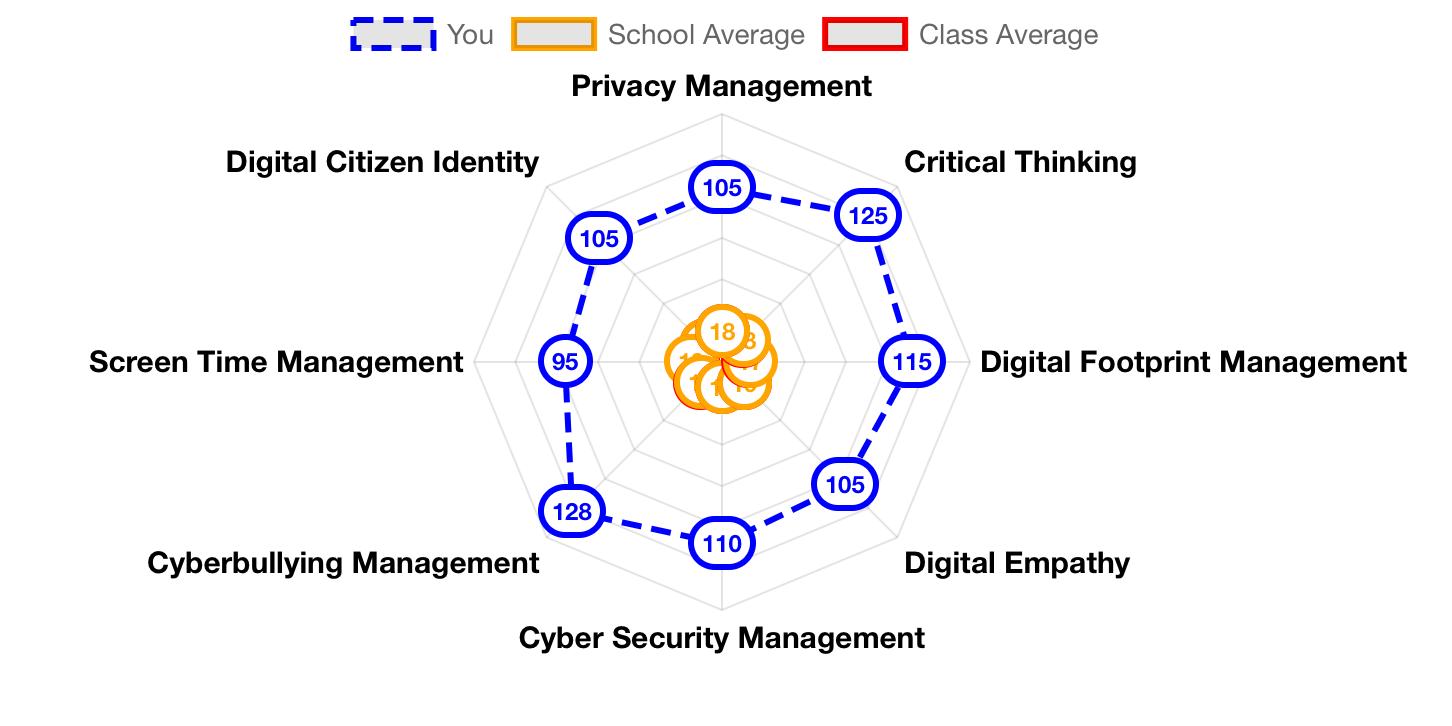 You School Average Class Average
Privacy Management
Digital Citizen Identity Critical Thinking
105
125
105
18
Screen Time Management 95 115 Digital Footprint Management
105
128
110
Cyberbullying Management Digital Empathy
Cyber Security Management